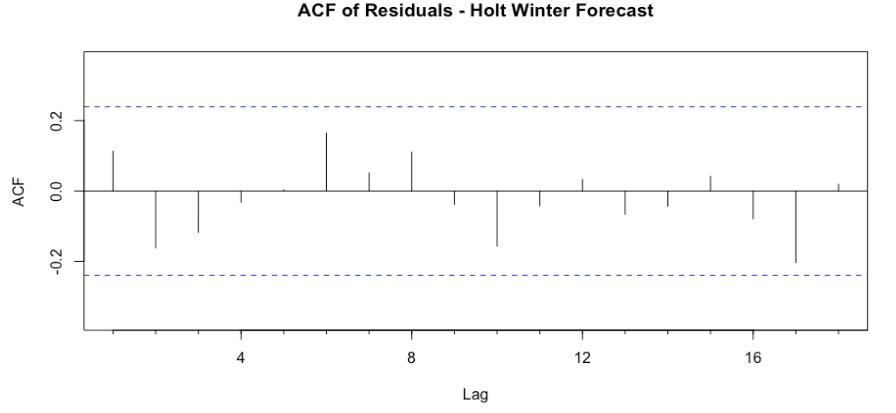 ACF of Residuals - Holt Winter Forecast
ACF
0.2
0.0
-0.2
4 8 12 16
Lag